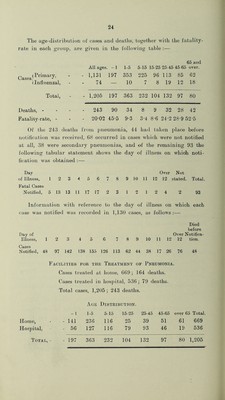 24
The age-distribution of cases and deaths, together with the fatality-rate in each group, are given in the following table :—
65 and
All ages. -1 1-5 5-15 15-25 25-45 45-65 over.
Cases { Primary, - 1,131 197 353 225 96 113 85 62
{ Influenzal, - 74 — 10 7 8 19 12 18
Total, - 1,205 197 363 232 104 132 97 80
Deaths, - - - 243 90 34 8 9 32 28 42
Fatality-rate, - - 20·02 45·5 9·5 3·4 8·6 24·2 28·9 52·5
Of the 243 deaths from pneumonia, 44 had taken place before
notification was received, 68 occurred in cases which were not notified
at all, 38 were secondary pneumonias, and of the remaining 93 the
following tabular statement shows the day of illness on which noti-
fication was obtained :—
Day Over Not
of Illness, 1 2 3 4 5 6 7 8 9 10 11 12 12 stated. Total.
Fatal Cases
Notified, 5 13 13 11 17 17 2 3 1 2 1 2 4 2 93
Information with reference to the day of illness on which each
case was notified was recorded in 1,130 cases, as follows :—
Died
before
Day of Over Notifica-
Illness, 1 2 3 4 5 6 7 8 9 10 11 12 12 tion.
Cases
Notified, 48 97 142 138 155 128 113 62 44 36 17 26 76 48
Facilities for the Treatment of Pneumonia.
Cases treated at home, 669; 164 deaths.
Cases treated in hospital, 536; 79 deaths.
Total cases, 1,205; 243 deaths.
Age Distribution.
-1 1-5 5-15 15-25 25-45 45-65 over 65 Total
Home, - - 141 236 116 25 39 51 61 669
Hospital, - 56 127 116 79 93 46 19 536
Total, - - 197 363 232 104 132 97 80 1,205